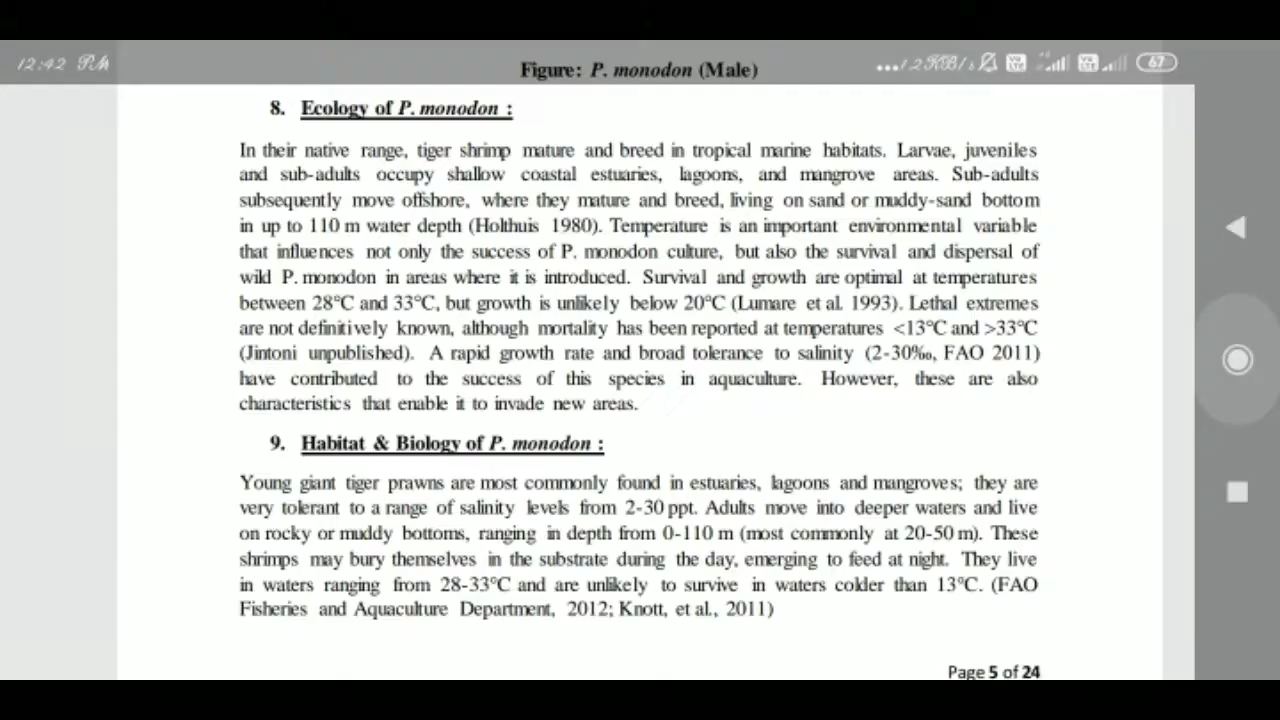 12:42 PM
...1.2KB/s
67
Figure: P. monodon (Male)
8. Ecology of P. monodon :
In their native range, tiger shrimp mature and breed in tropical marine habitats. Larvae, juveniles
and sub-adults occupy shallow coastal estuaries, lagoons, and mangrove areas. Sub-adults
subsequently move offshore, where they mature and breed, living on sand or muddy-sand bottom
in up to 110 m water depth (Holthuis 1980). Temperature is an important environmental variable
that influences not only the success of P. monodon culture, but also the survival and dispersal of
wild P. monodon in areas where it is introduced. Survival and growth are optimal at temperatures
between 28°C and 33°C, but growth is unlikely below 20°C (Lumare et al. 1993). Lethal extremes
are not definitively known, although mortality has been reported at temperatures <13°C and >33°C
(Jintoni unpublished). A rapid growth rate and broad tolerance to salinity (2-30‰, FAO 2011)
have contributed to the success of this species in aquaculture. However, these are also
characteristics that enable it to invade new areas.
9. Habitat & Biology of P. monodon :
Young giant tiger prawns are most commonly found in estuaries, lagoons and mangroves; they are
very tolerant to a range of salinity levels from 2-30 ppt. Adults move into deeper waters and live
on rocky or muddy bottoms, ranging in depth from 0-110 m (most commonly at 20-50 m). These
shrimps may bury themselves in the substrate during the day, emerging to feed at night. They live
in waters ranging from 28-33°C and are unlikely to survive in waters colder than 13°C. (FAO
Fisheries and Aquaculture Department, 2012; Knott, et al., 2011)
Page 5 of 24